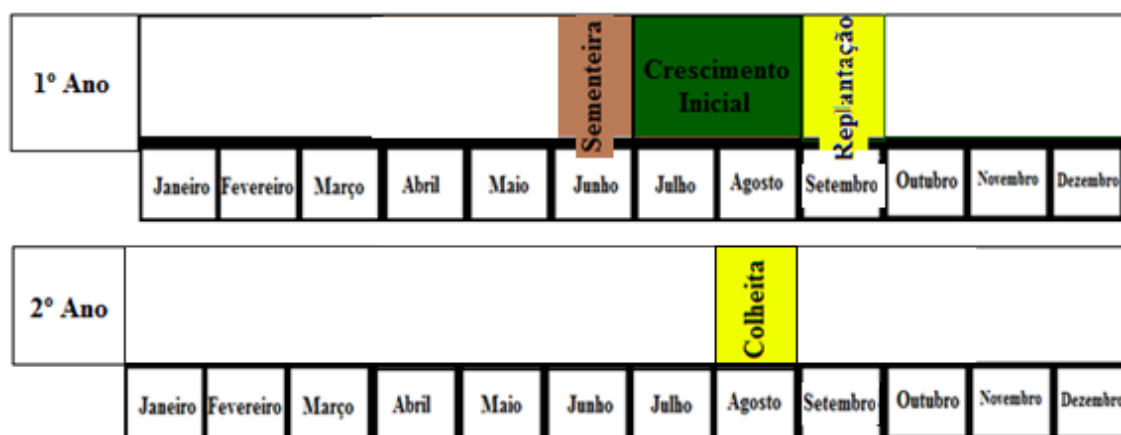 1º Ano
Sementeira
Crescimento
Inicial
Replantação
Janeiro Fevereiro Março Abril Maio Junho Julho Agosto Setembro Outubro Novembro Dezembro
2º Ano
Colheita
Janeiro Fevereiro Março Abril Maio Junho Julho Agosto Setembro Outubro Novembro Dezembro